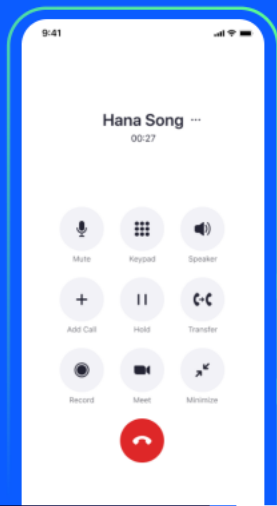 9:41
Hana Song ...
00:27
Mute Keypad Speaker
Add Call Hold Transfer
Record Meet Minimize